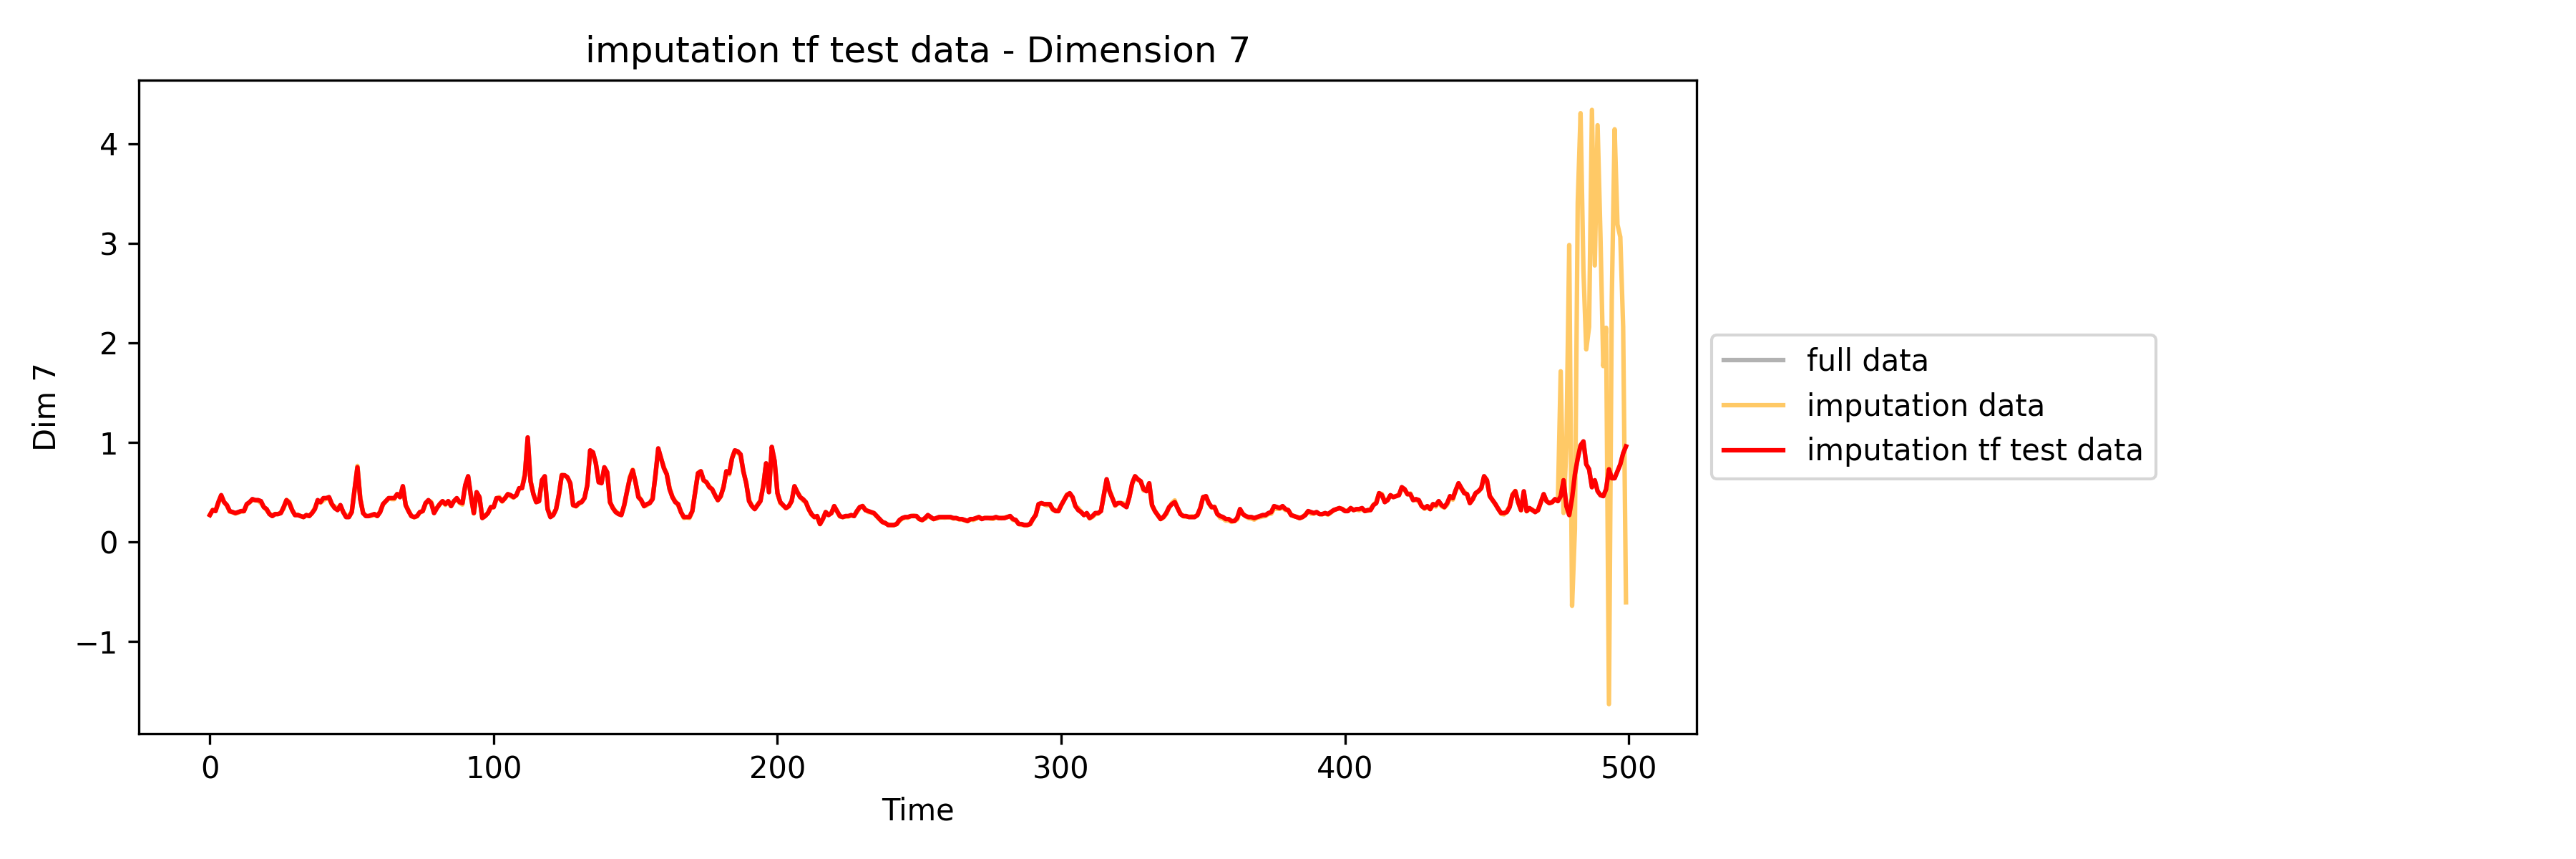 imputation tf test data - Dimension 7
Dim 7
4
3
2
1
0
−1
0 100 200 300 400 500
Time
full data
imputation data
imputation tf test data